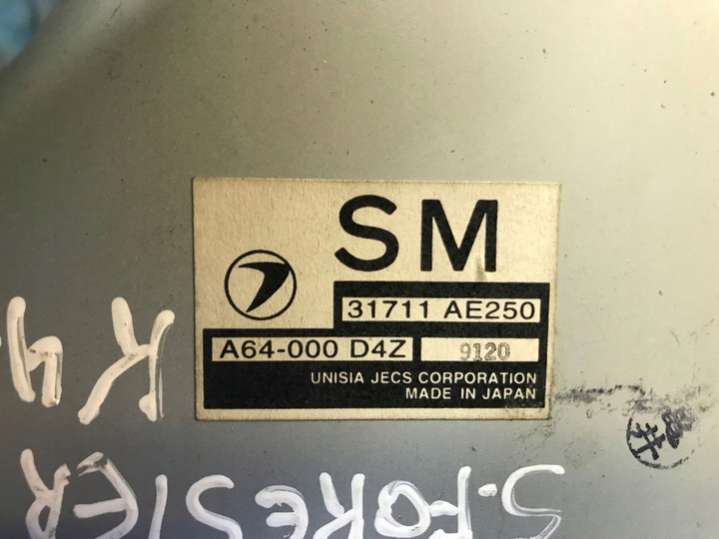 SM
31711 AE250
A64-000 D4Z 9120
UNISIA JECS CORPORATION
MADE IN JAPAN
S-FORESTER